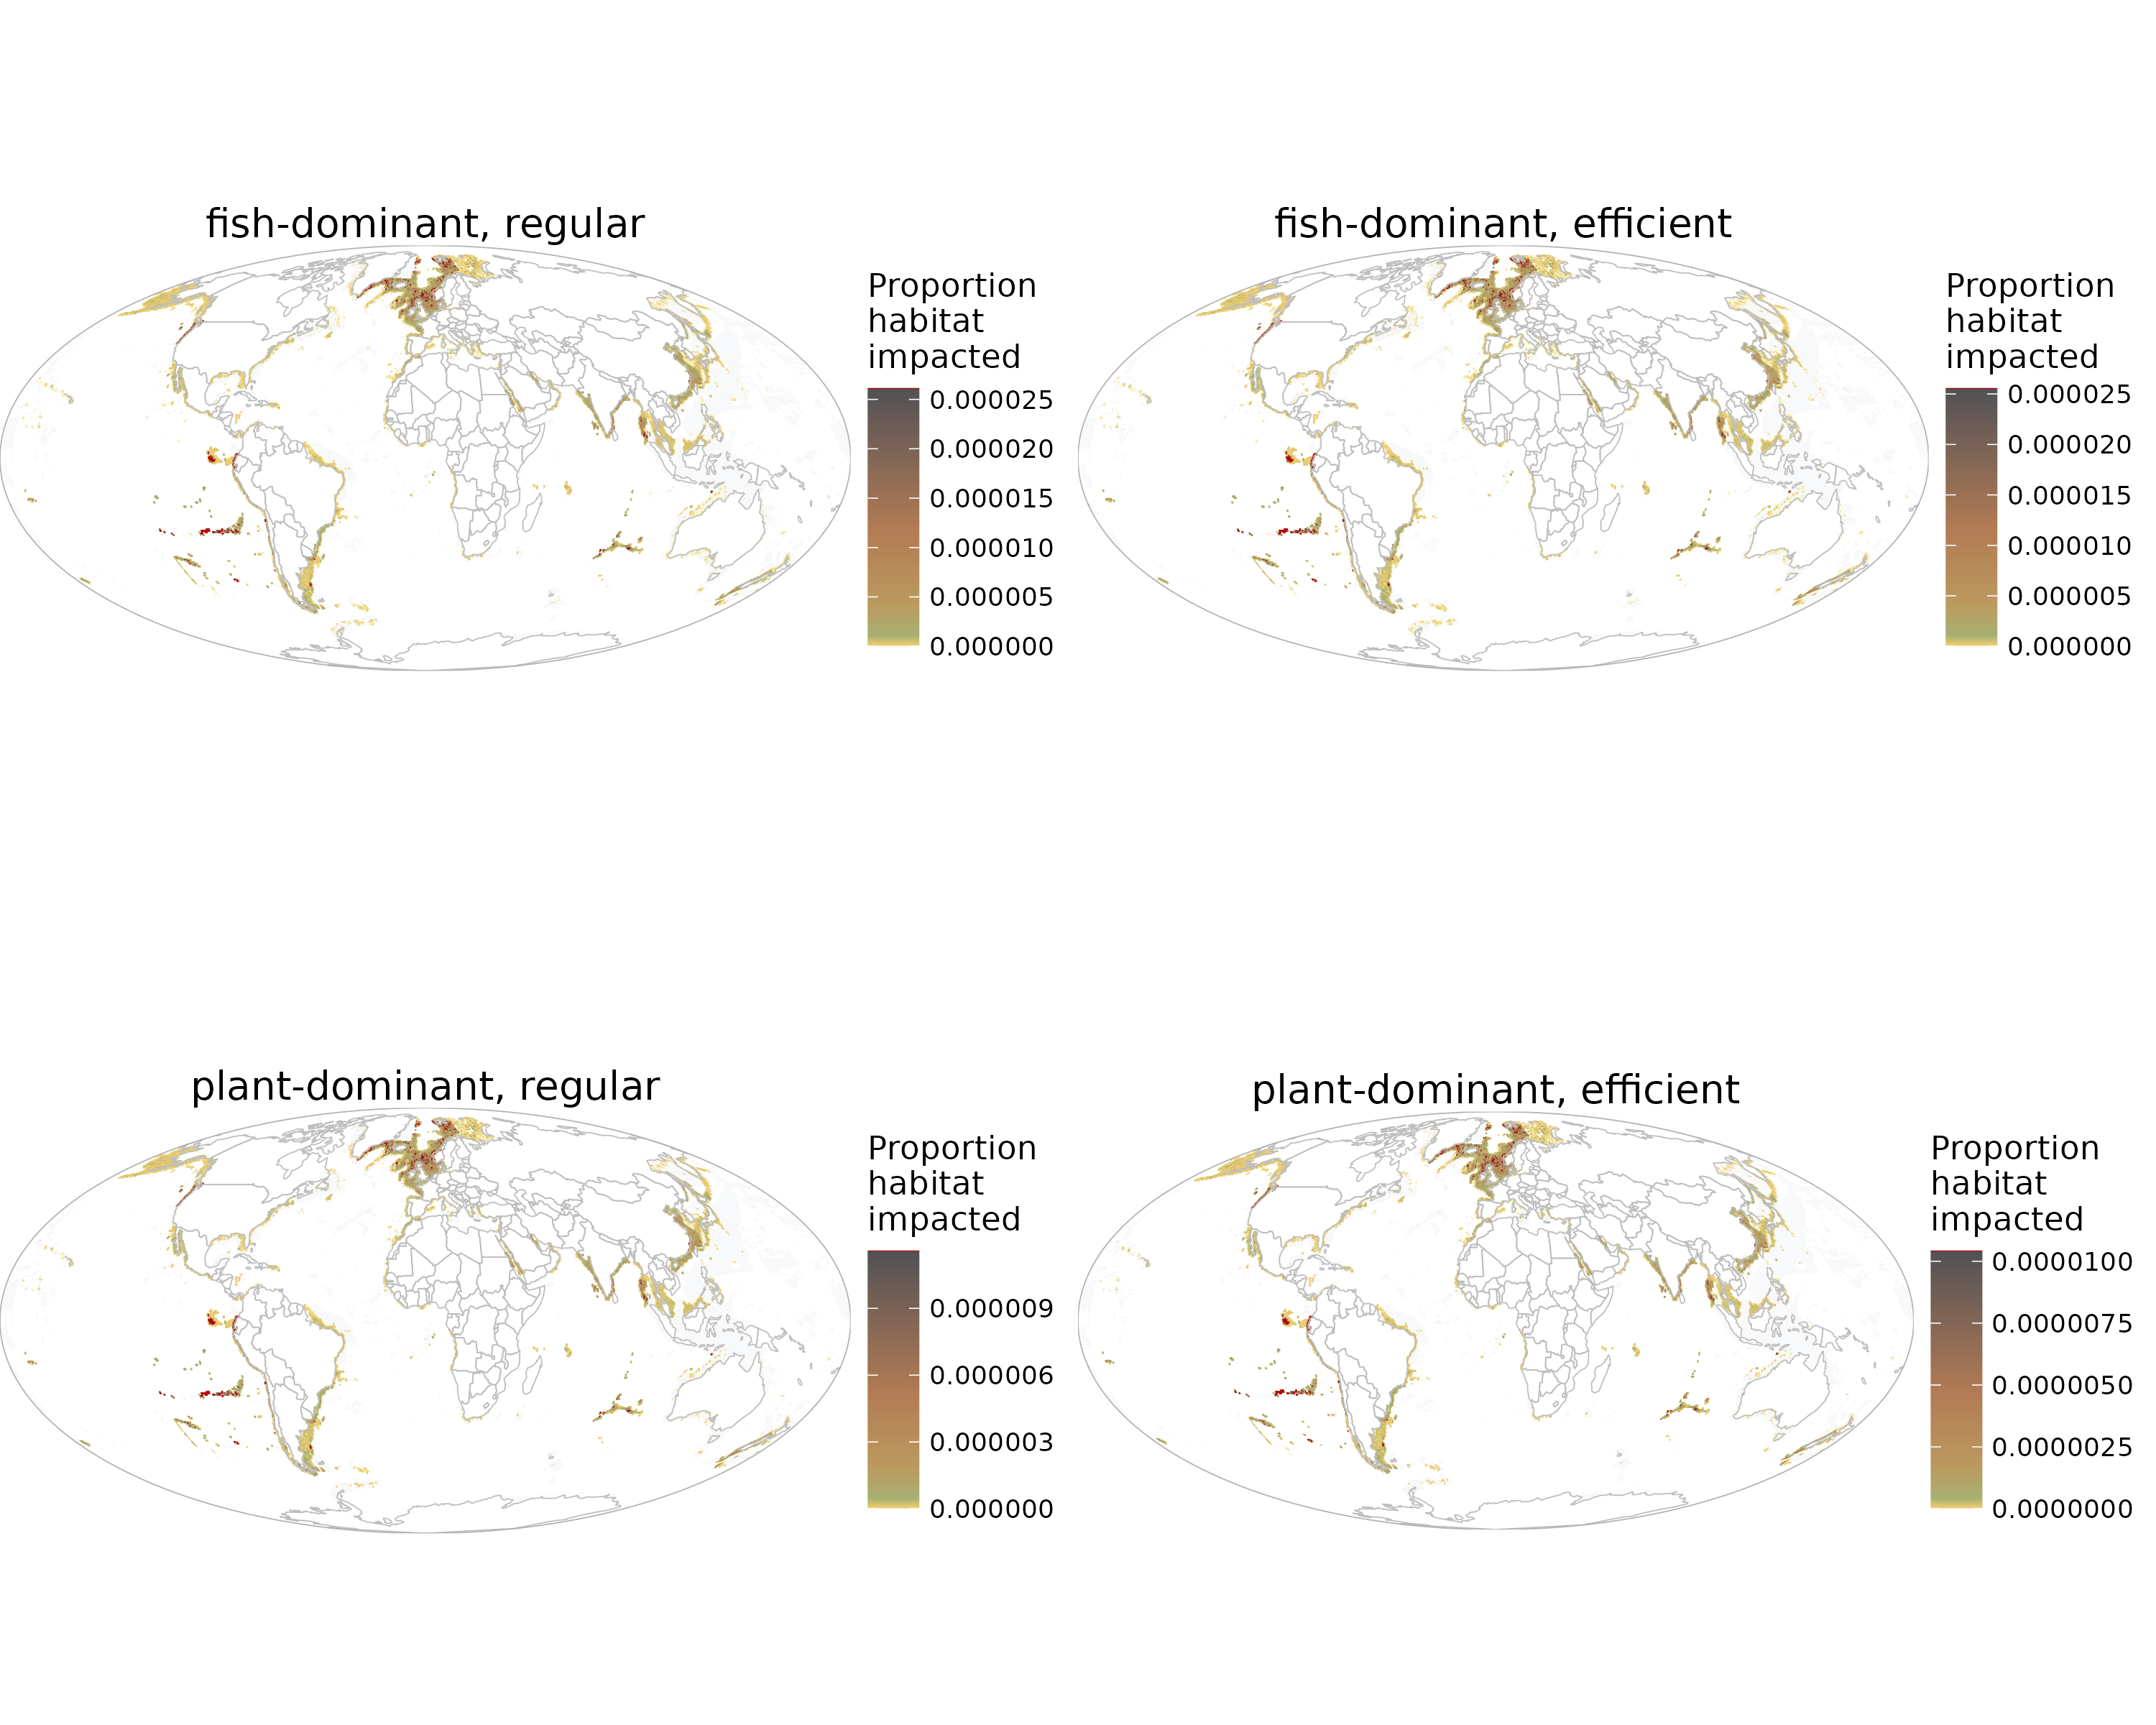 fish-dominant, regular
Proportion
habitat
impacted
0.000025
0.000020
0.000015
0.000010
0.000005
0.000000
fish-dominant, efficient
Proportion
habitat
impacted
0.000025
0.000020
0.000015
0.000010
0.000005
0.000000
plant-dominant, regular
Proportion
habitat
impacted
0.000009
0.000006
0.000003
0.000000
plant-dominant, efficient
Proportion
habitat
impacted
0.0000100
0.0000075
0.0000050
0.0000025
0.0000000